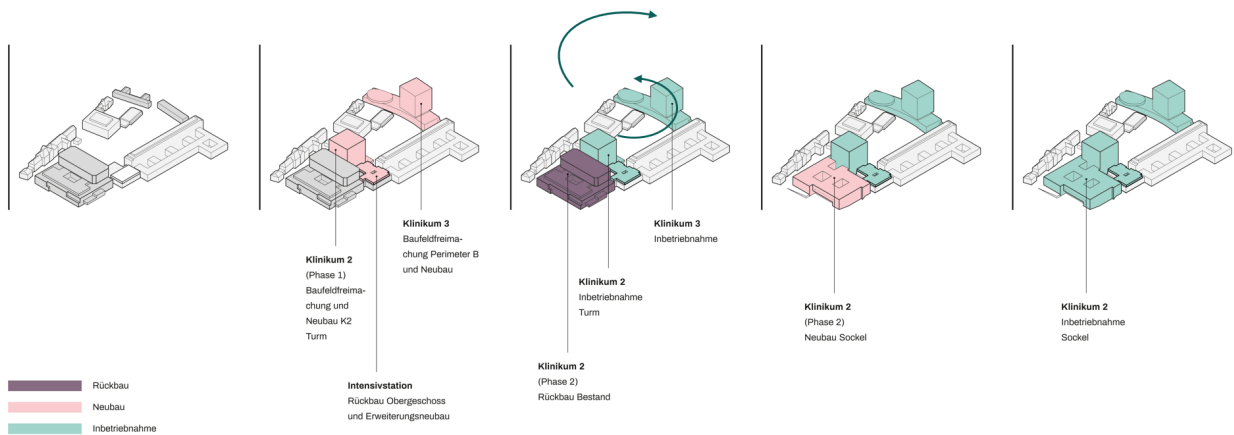 Klinikum 3
Baufeldfreima-
chung Perimeter B
und Neubau
Klinikum 2
(Phase 1)
Baufeldfreima-
chung und
Neubau K2
Turm
Intensivstation
Rückbau Obergeschoss
und Erweiterungsneubau
Klinikum 3
Inbetriebnahme
Klinikum 2
Inbetriebnahme
Turm
Klinikum 2
(Phase 2)
Rückbau Bestand
Klinikum 2
(Phase 2)
Neubau Sockel
Klinikum 2
Inbetriebnahme
Sockel
Rückbau
Neubau
Inbetriebnahme